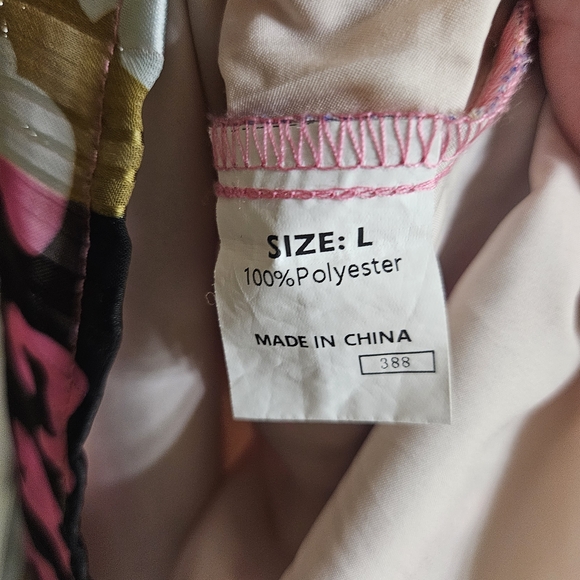 SIZE: L
100%Polyester
MADE IN CHINA
388